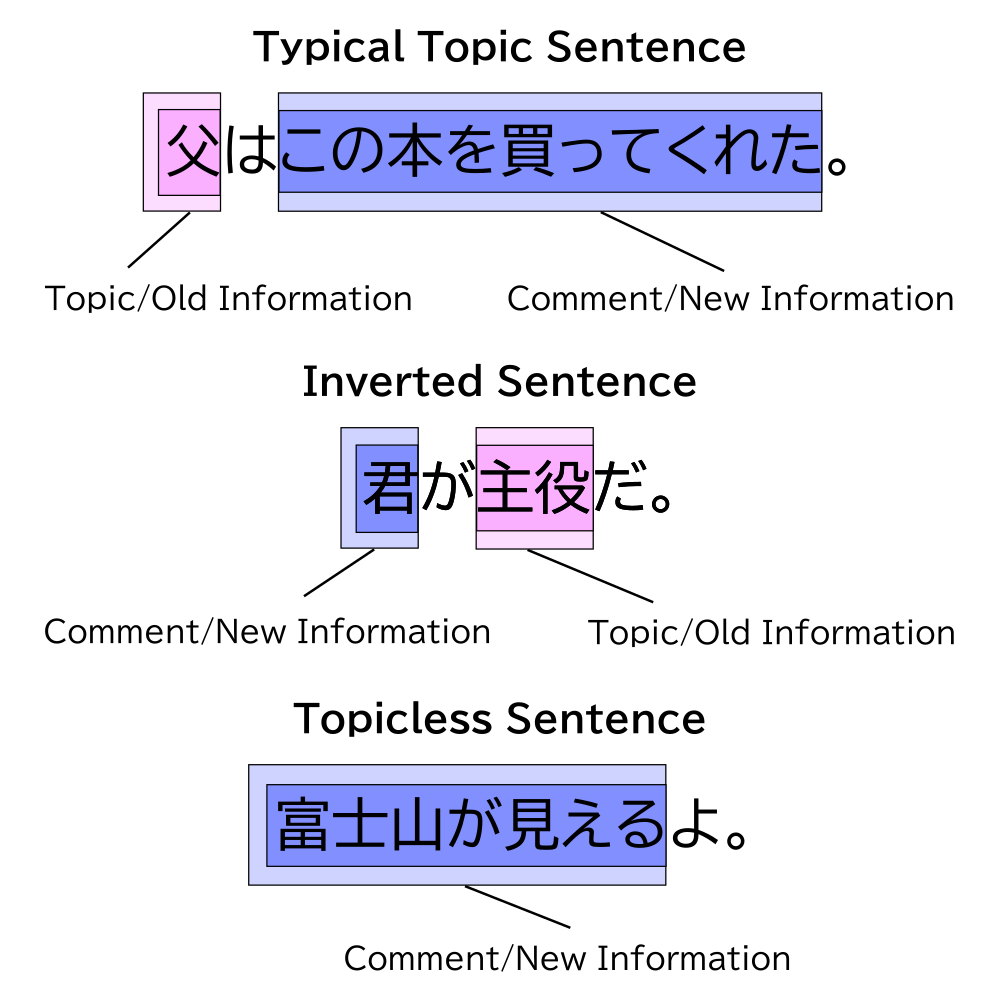 Typical Topic Sentence
父はこの本を買ってくれた。
Topic/Old Information
Comment/New Information
Inverted Sentence
君が主役だ。
Comment/New Information
Topic/Old Information
Topicless Sentence
富士山が見えるよ。
Comment/New Information